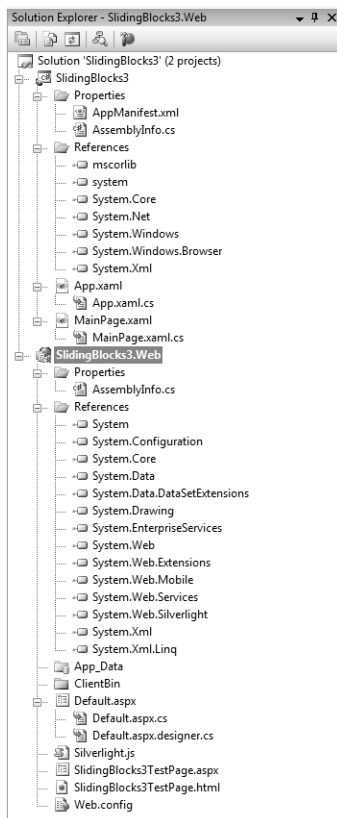 Solution Explorer - SlidingBlocks3.Web
Solution 'SlidingBlocks3' (2 projects)
SlidingBlocks3
Properties
AppManifest.xml
AssemblyInfo.cs
References
mscorlib
system
System.Core
System.Net
System.Windows
System.Windows.Browser
System.Xml
App.xaml
App.xaml.cs
MainPage.xaml
MainPage.xaml.cs
SlidingBlocks3.Web
Properties
AssemblyInfo.cs
References
System
System.Configuration
System.Core
System.Data
System.Data.DataSetExtensions
System.Drawing
System.EnterpriseServices
System.Web
System.Web.Extensions
System.Web.Mobile
System.Web.Services
System.Web.Silverlight
System.Xml
System.Xml.Linq
App_Data
ClientBin
Default.aspx
Default.aspx.cs
Default.aspx.designer.cs
Silverlight.js
SlidingBlocks3TestPage.aspx
SlidingBlocks3TestPage.html
Web.config